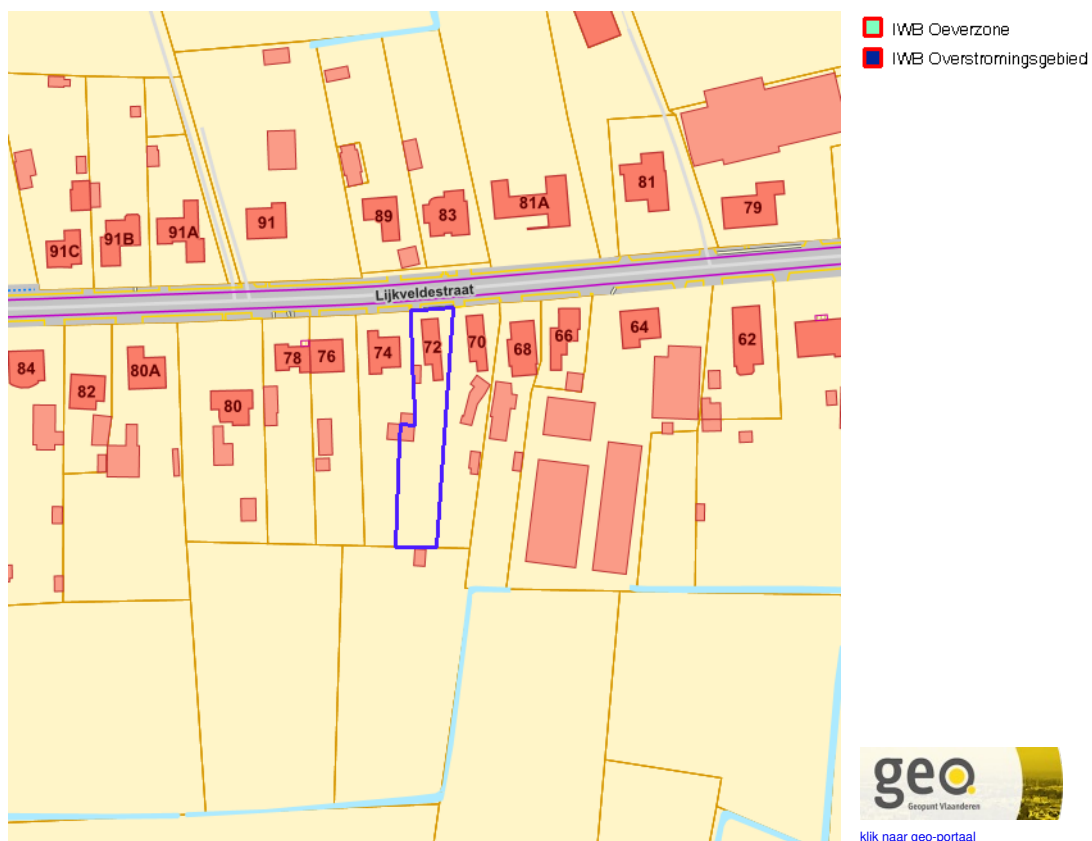 IWB Oeverzone
IWB Overstromingsgebied
81
79
81A
83
89
91
91A
91B
91C
Lijkveldestraat
84
82
80A
80
78
76
74
72
70
68
66
64
62
geo
Geopunt Vlaanderen
klik naar geo-portaal